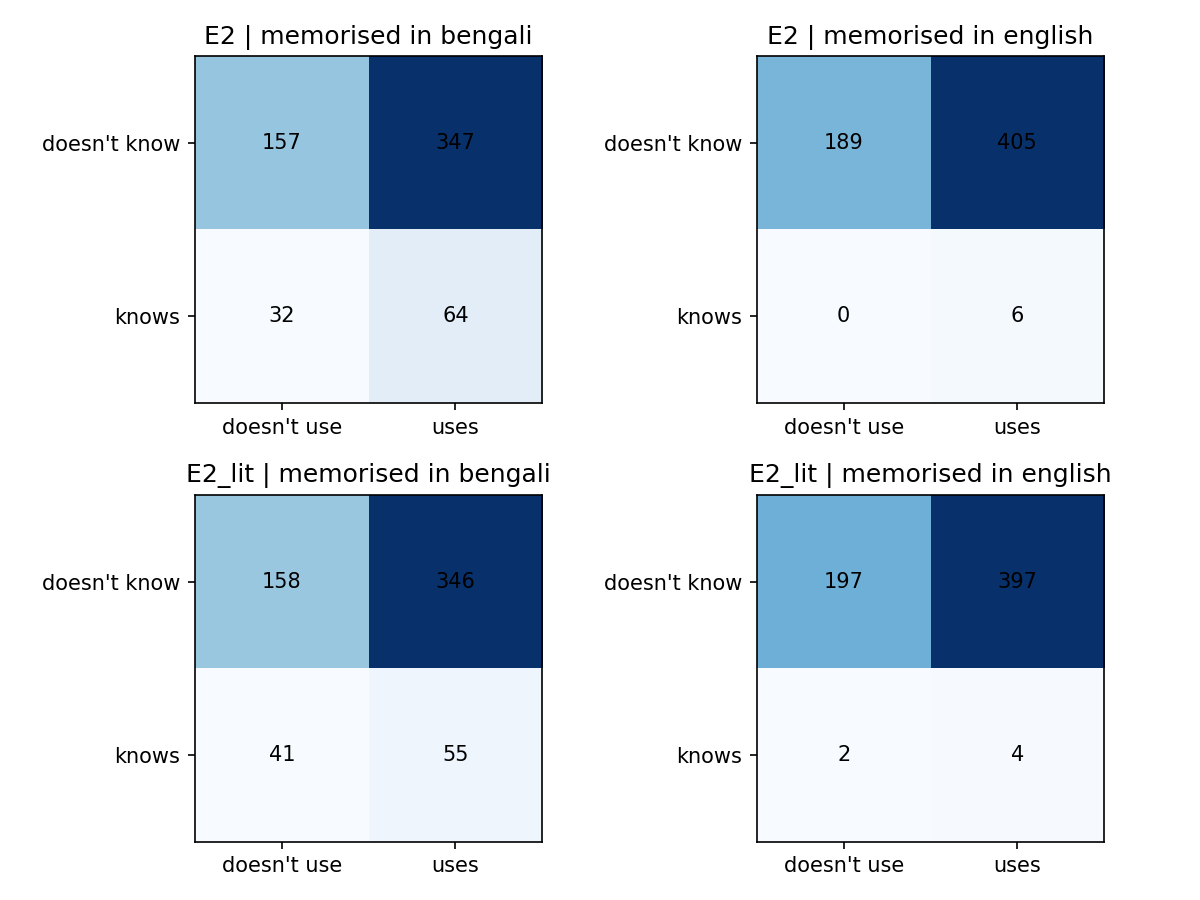 E2 | memorised in bengali
E2 | memorised in english
doesn't know
157
347
doesn't know
189
405
knows
32
64
knows
0
6
doesn't use
uses
doesn't use
uses
E2_lit | memorised in bengali
E2_lit | memorised in english
doesn't know
158
346
doesn't know
197
397
knows
41
55
knows
2
4
doesn't use
uses
doesn't use
uses